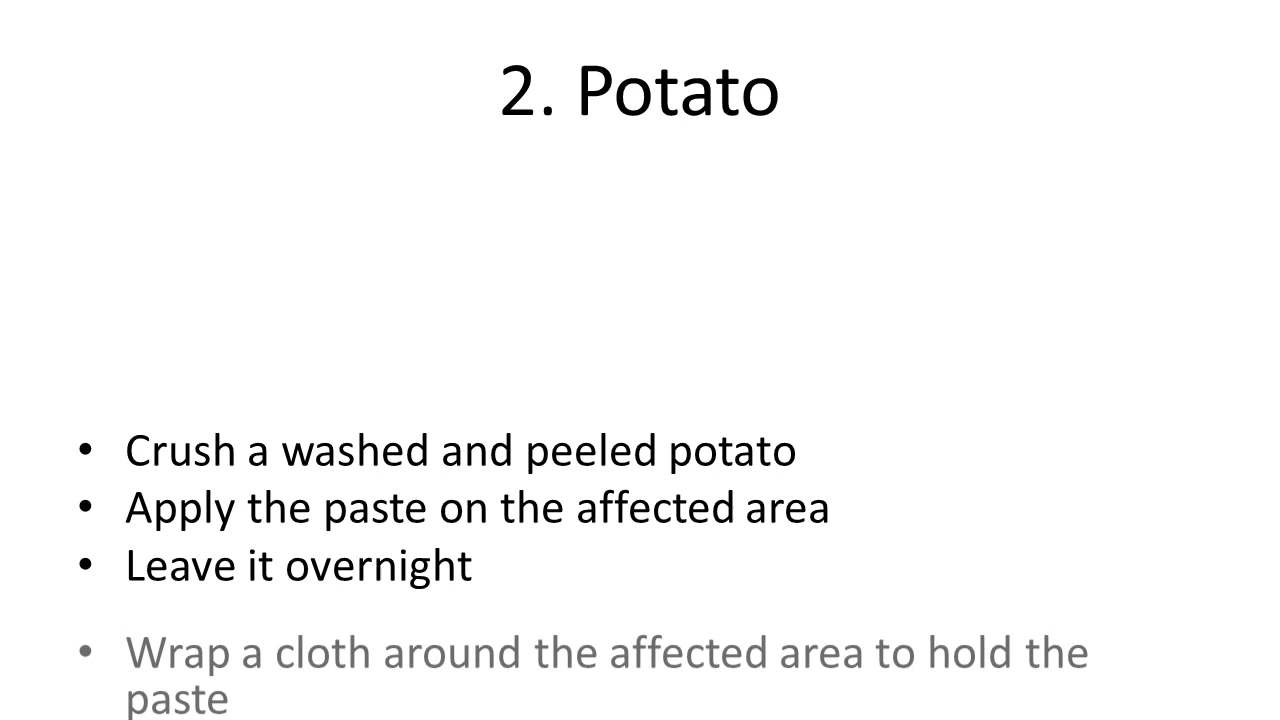 2. Potato
• Crush a washed and peeled potato
• Apply the paste on the affected area
• Leave it overnight
• Wrap a cloth around the affected area to hold the
paste